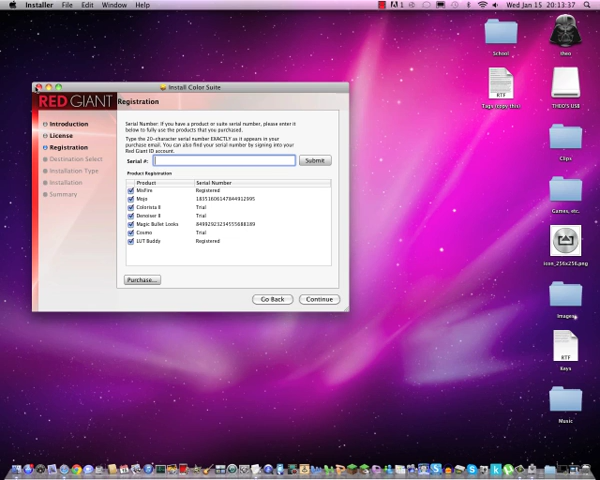 Installer File Edit Window Help
1 Wed Jan 15 20:13:37
Install Color Suite
RED GIANT Registration
Introduction
License
Registration
Destination Select
Installation Type
Installation
Summary
Serial Number: If you have a product or suite serial number, please enter it
below to fully use the products that you purchased.
Type the 20-character serial number EXACTLY as it appears in your
purchase email. You can also find your serial number by signing into your
Red Giant ID account.
Serial #: Submit
Product Registration
Product Serial Number
MisFire Registered
Mojo
Colorista II Trial
Denoiser II Trial
Magic Bullet Looks
Cosmo Trial
LUT Buddy Registered
Purchase...
Go Back Continue
School
theo
RTF
Tags (copy this)
THEO'S USB
Clips
Games, etc.
icon_256x256.png
Images
RTF
Keys
Music